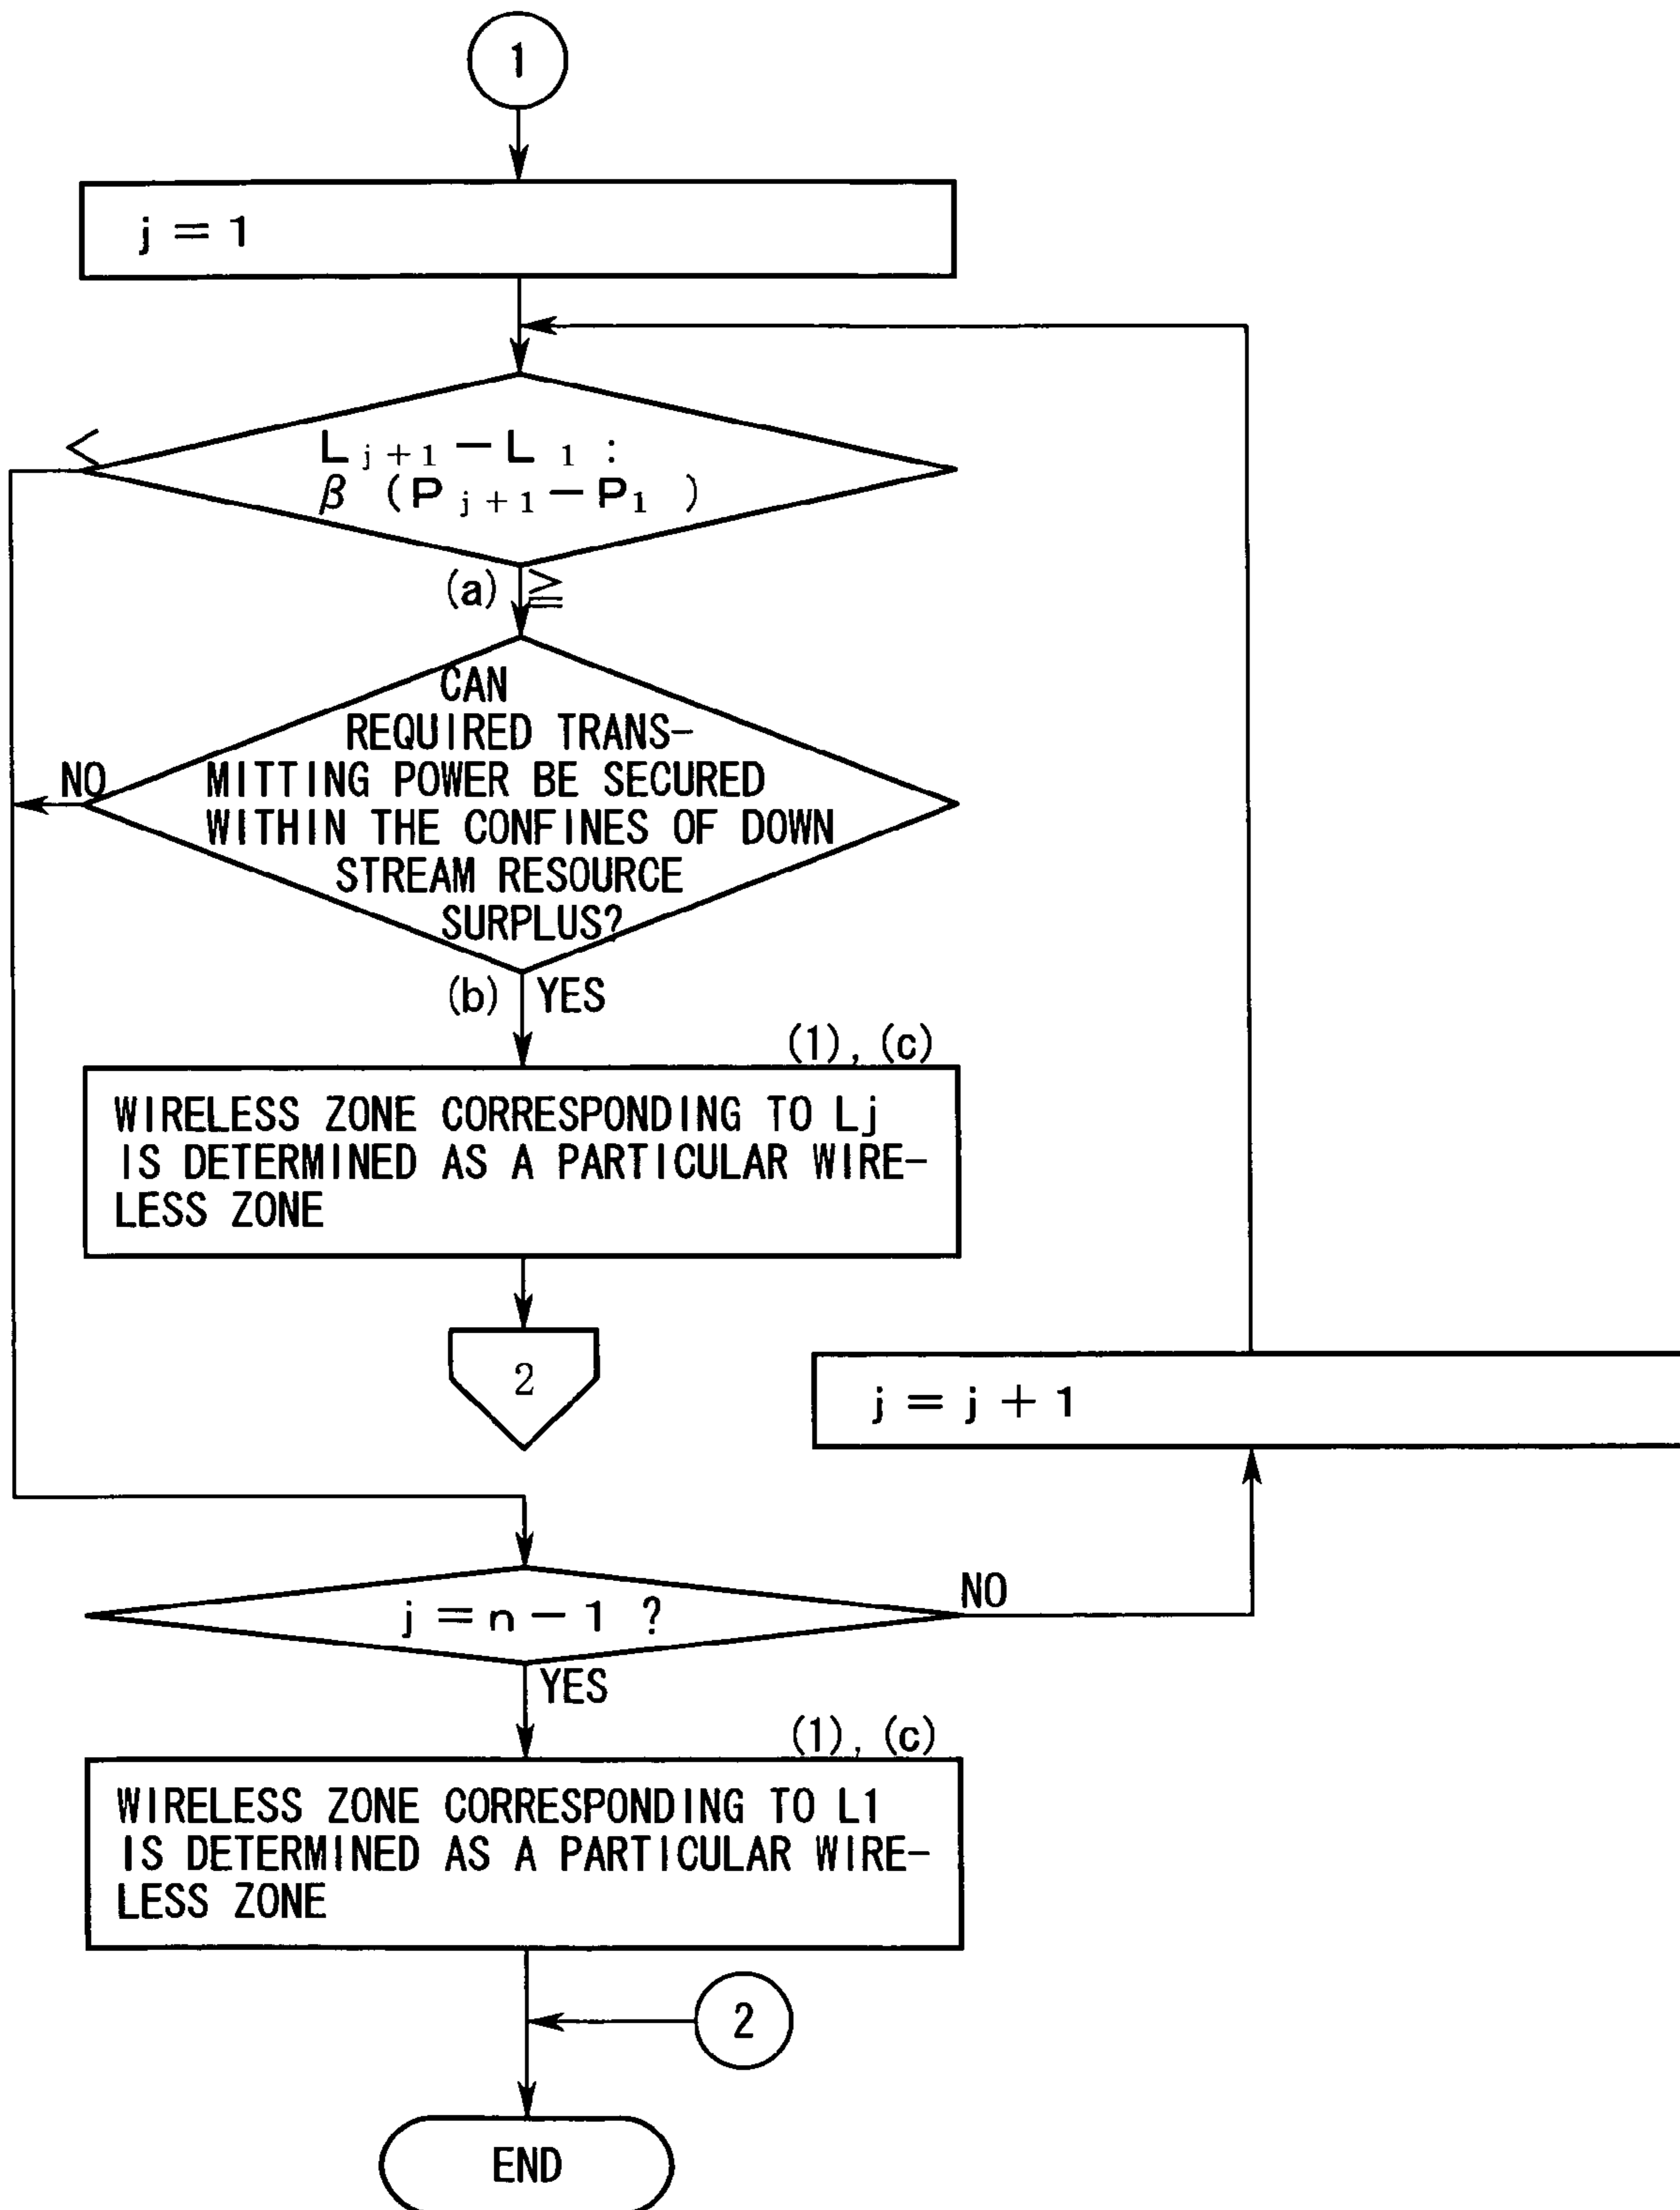 1
j = 1
<
L j+1 − L 1 :
β ( P j+1 − P1 )
(a) ≧
CAN
REQUIRED TRANS-
MITTING POWER BE SECURED
WITHIN THE CONFINES OF DOWN
STREAM RESOURCE
SURPLUS?
NO
(b) YES
(1), (c)
WIRELESS ZONE CORRESPONDING TO Lj
IS DETERMINED AS A PARTICULAR WIRE-
LESS ZONE
2
j = j + 1
j = n − 1 ?
NO
YES
(1), (c)
WIRELESS ZONE CORRESPONDING TO L1
IS DETERMINED AS A PARTICULAR WIRE-
LESS ZONE
2
END